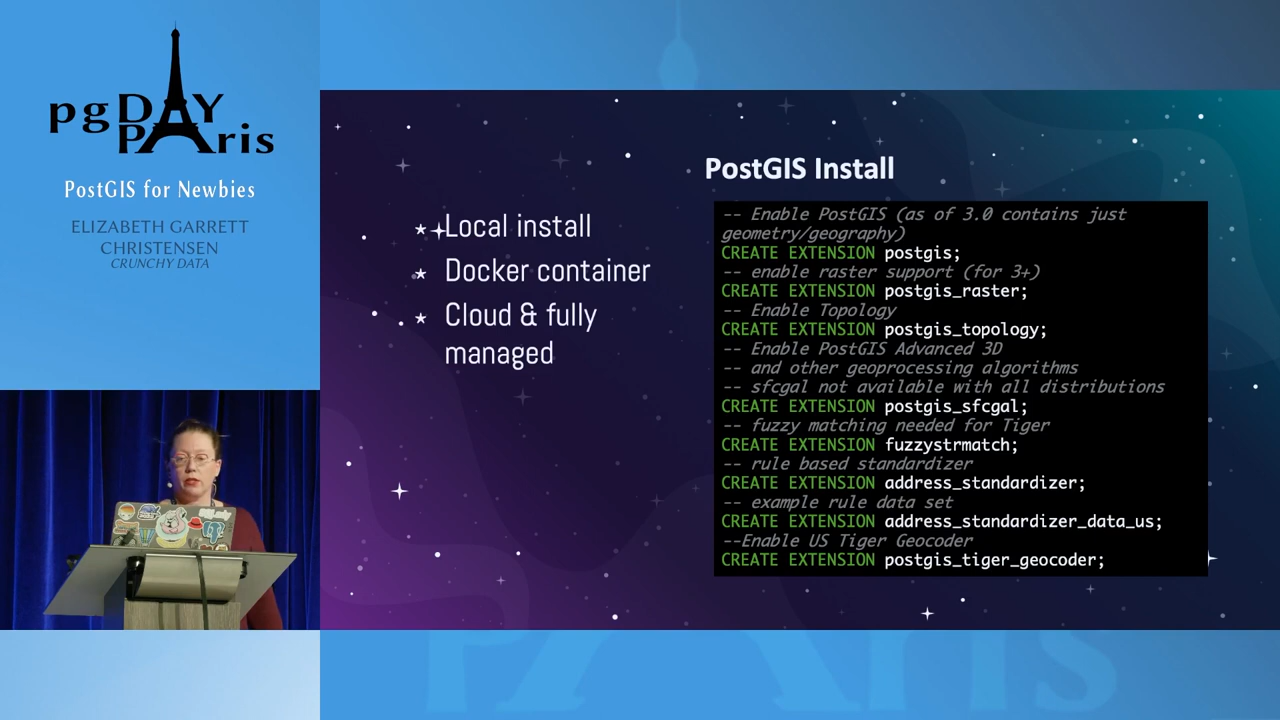 pgDAY
PAris
PostGIS for Newbies
ELIZABETH GARRETT
CHRISTENSEN
CRUNCHY DATA
PostGIS Install
Local install
Docker container
Cloud & fully
managed
-- Enable PostGIS (as of 3.0 contains just
geometry/geography)
CREATE EXTENSION postgis;
-- enable raster support (for 3+)
CREATE EXTENSION postgis_raster;
-- Enable Topology
CREATE EXTENSION postgis_topology;
-- Enable PostGIS Advanced 3D
-- and other geoprocessing algorithms
-- sfcgal not available with all distributions
CREATE EXTENSION postgis_sfcgal;
-- fuzzy matching needed for Tiger
CREATE EXTENSION fuzzystrmatch;
-- rule based standardizer
CREATE EXTENSION address_standardizer;
-- example rule data set
CREATE EXTENSION address_standardizer_data_us;
--Enable US Tiger Geocoder
CREATE EXTENSION postgis_tiger_geocoder;